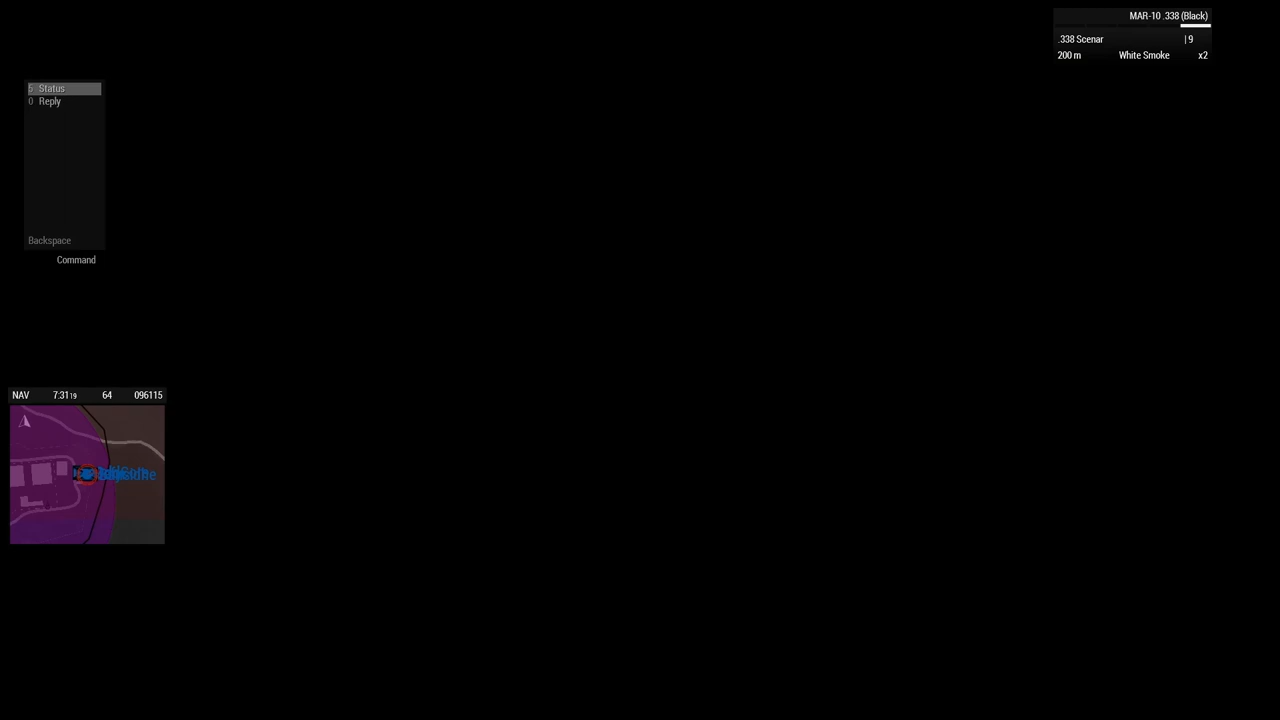 MAR-10 .338 (Black)
.338 Scenar | 9
200 m White Smoke x2
5 Status
0 Reply
Backspace
Command
NAV 7:31 19 64 096115